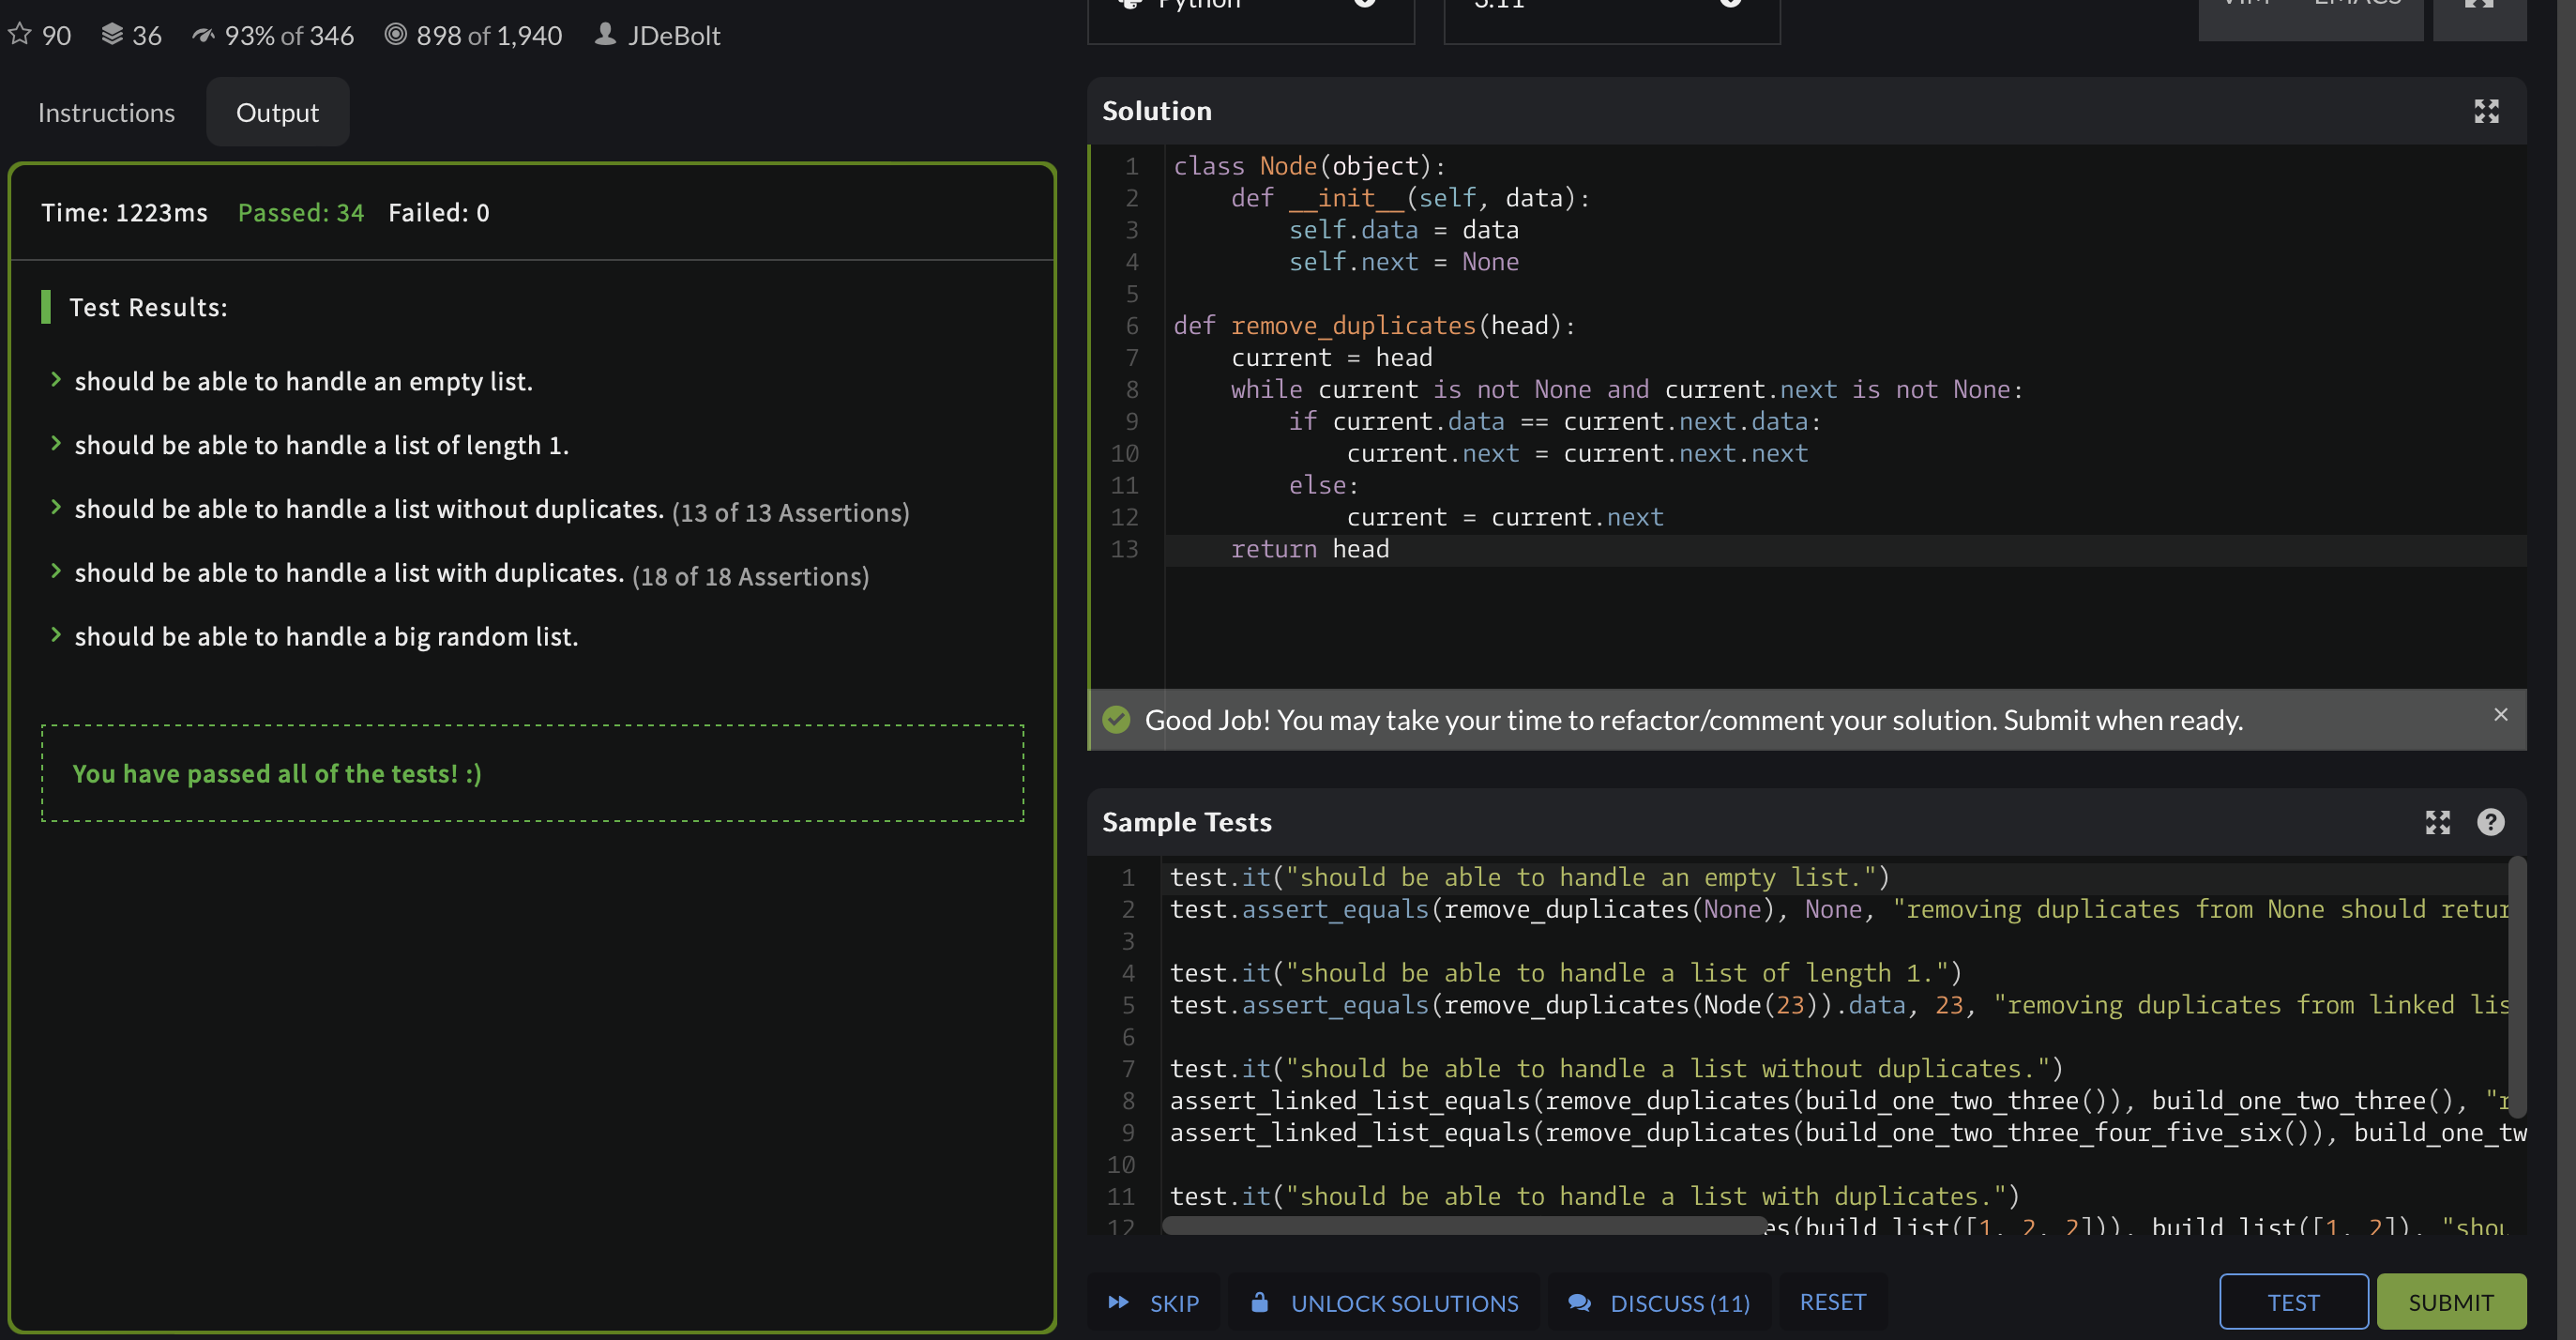 Python
3.11
VIM EMACS
90 36 93% of 346 898 of 1,940 JDeBolt
Instructions Output
Time: 1223ms Passed: 34 Failed: 0
Test Results:
should be able to handle an empty list.
should be able to handle a list of length 1.
should be able to handle a list without duplicates. (13 of 13 Assertions)
should be able to handle a list with duplicates. (18 of 18 Assertions)
should be able to handle a big random list.
You have passed all of the tests! :)
Solution
1 class Node(object):
2 def __init__(self, data):
3 self.data = data
4 self.next = None
5
6 def remove_duplicates(head):
7 current = head
8 while current is not None and current.next is not None:
9 if current.data == current.next.data:
10 current.next = current.next.next
11 else:
12 current = current.next
13 return head
Good Job! You may take your time to refactor/comment your solution. Submit when ready.
Sample Tests
1 test.it("should be able to handle an empty list.")
2 test.assert_equals(remove_duplicates(None), None, "removing duplicates from None should retur
3
4 test.it("should be able to handle a list of length 1.")
5 test.assert_equals(remove_duplicates(Node(23)).data, 23, "removing duplicates from linked lis
6
7 test.it("should be able to handle a list without duplicates.")
8 assert_linked_list_equals(remove_duplicates(build_one_two_three()), build_one_two_three(), "r
9 assert_linked_list_equals(remove_duplicates(build_one_two_three_four_five_six()), build_one_tw
10
11 test.it("should be able to handle a list with duplicates.")
12 es(build_list([1, 2, 2])), build_list([1, 2]), "shou
SKIP UNLOCK SOLUTIONS DISCUSS (11) RESET TEST SUBMIT